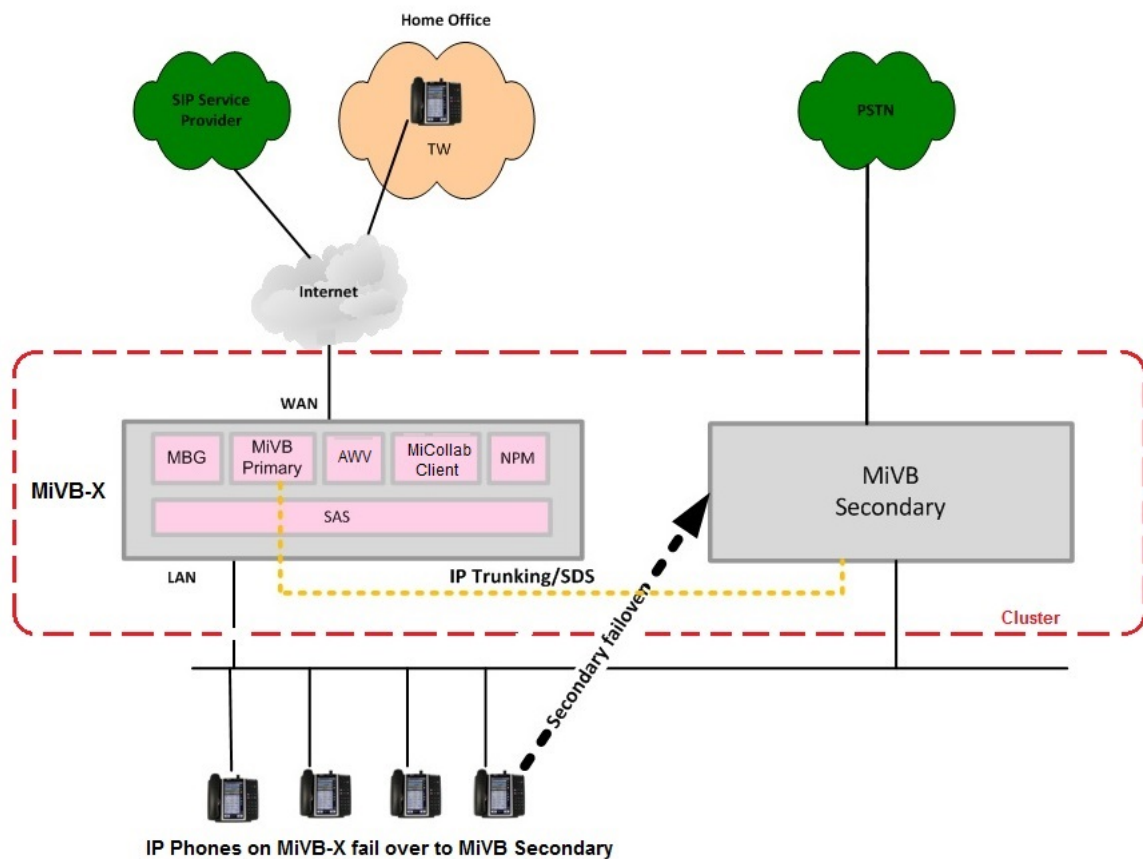 Home Office
SIP Service
Provider
TW
PSTN
Internet
WAN
MBG
MiVB
Primary
AWV
MiCollab
Client
NPM
MiVB-X
SAS
MiVB
Secondary
LAN
IP Trunking/SDS
Secondary failoven
Cluster
IP Phones on MiVB-X fail over to MiVB Secondary